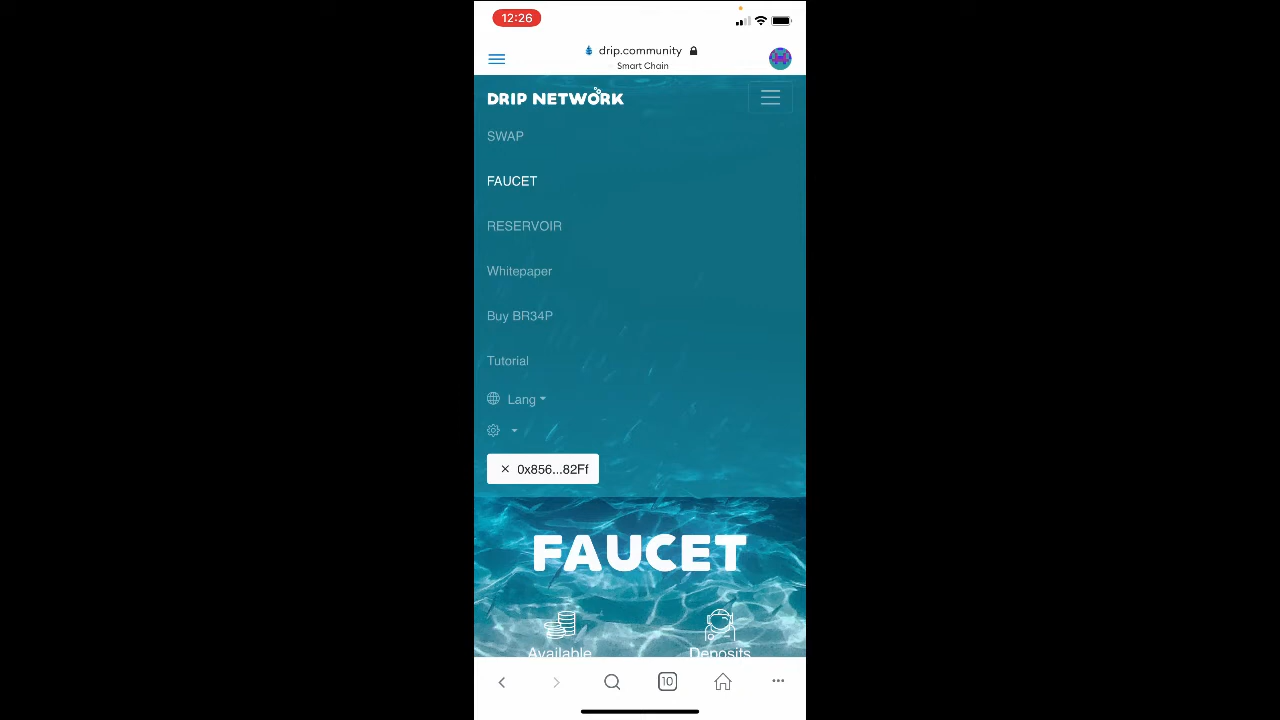 12:26
drip.community
Smart Chain
DRIP NETWORK
SWAP
FAUCET
RESERVOIR
Whitepaper
Buy BR34P
Tutorial
Lang
× 0x856...82Ff
FAUCET
Available
Deposits
10